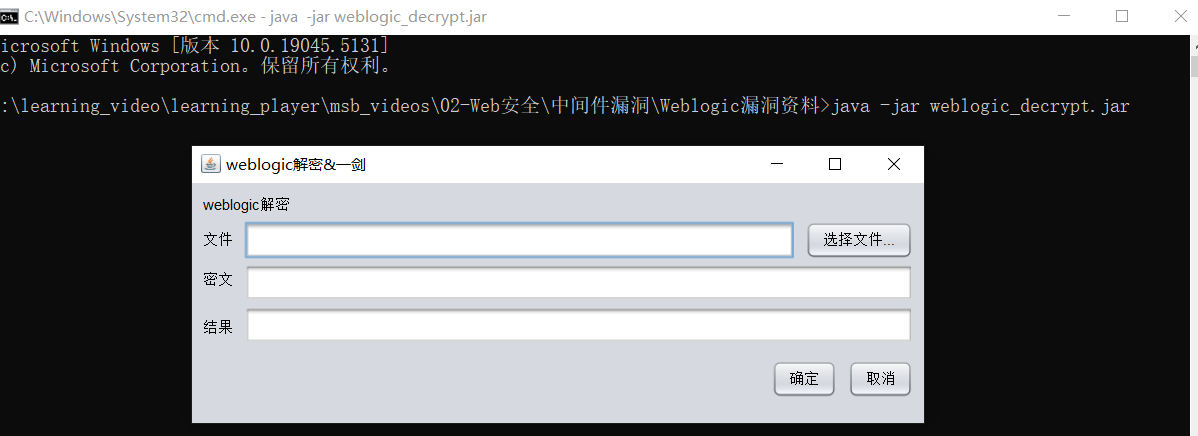 C:\Windows\System32\cmd.exe - java  -jar weblogic_decrypt.jar
icrosoft Windows [版本 10.0.19045.5131]
c) Microsoft Corporation。保留所有权利。
:\learning_video\learning_player\msb_videos\02-Web安全\中间件漏洞\Weblogic漏洞资料>java -jar weblogic_decrypt.jar
weblogic解密&一剑
weblogic解密
文件 选择文件...
密文
结果
确定 取消